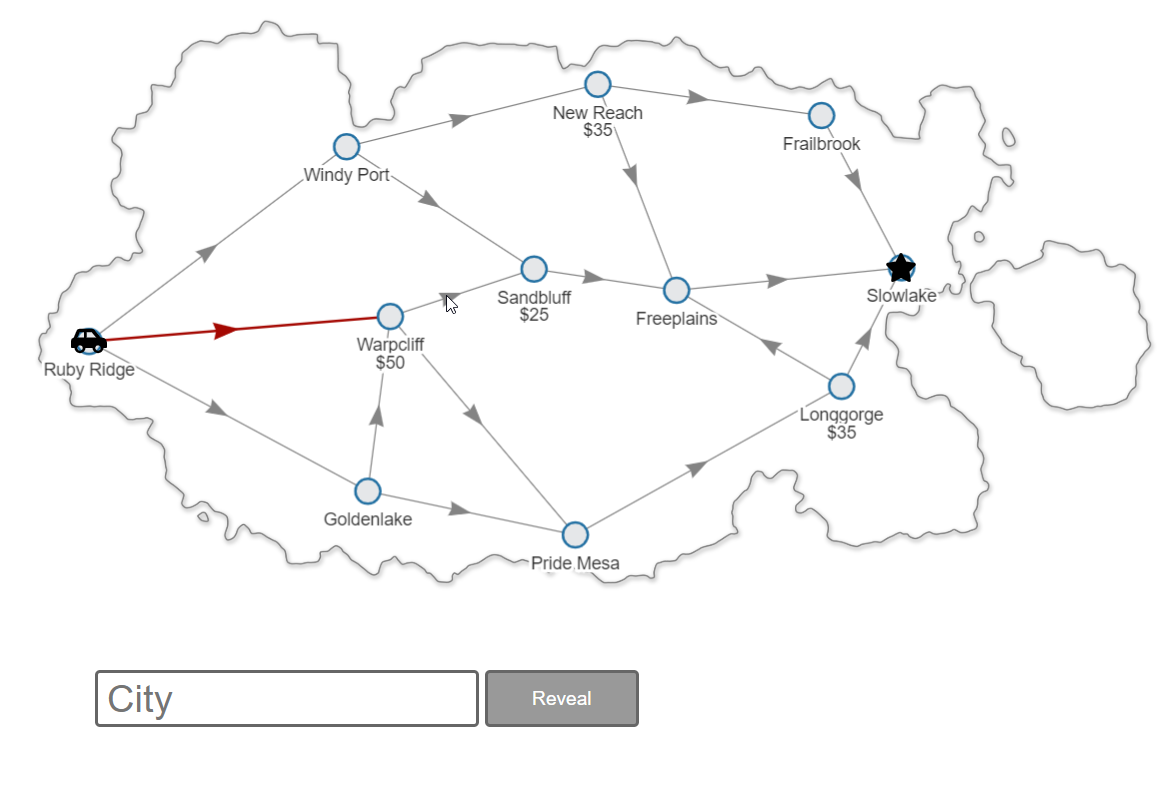 New Reach
$35
Frailbrook
Windy Port
Sandbluff
$25
Slowlake
Freeplains
Warpcliff
$50
Ruby Ridge
Longgorge
$35
Goldenlake
Pride Mesa
City
Reveal